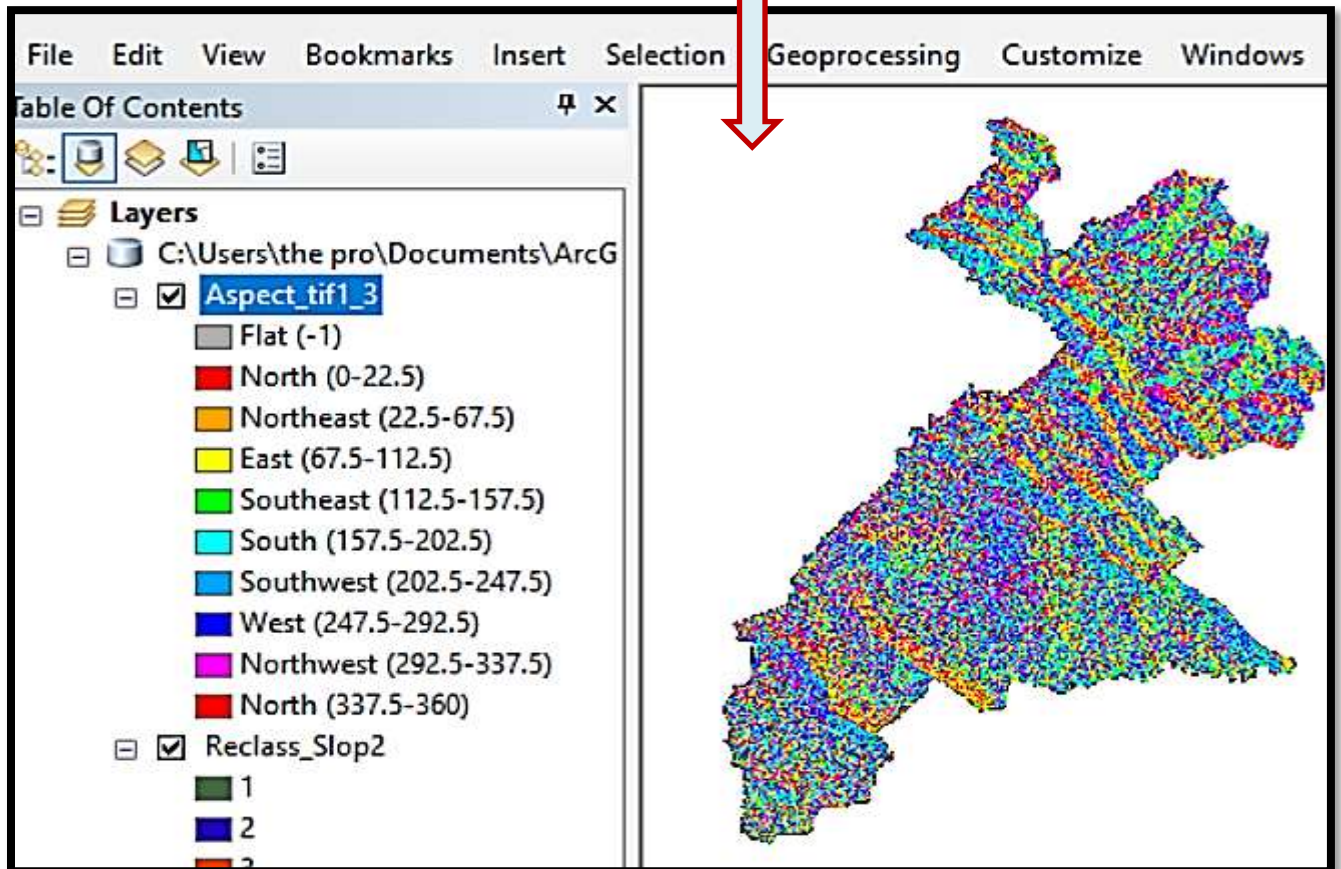 File Edit View Bookmarks Insert Selection Geoprocessing Customize Windows
Table Of Contents
Layers
C:\Users\the pro\Documents\ArcG
Aspect_tif1_3
Flat (-1)
North (0-22.5)
Northeast (22.5-67.5)
East (67.5-112.5)
Southeast (112.5-157.5)
South (157.5-202.5)
Southwest (202.5-247.5)
West (247.5-292.5)
Northwest (292.5-337.5)
North (337.5-360)
Reclass_Slop2
1
2